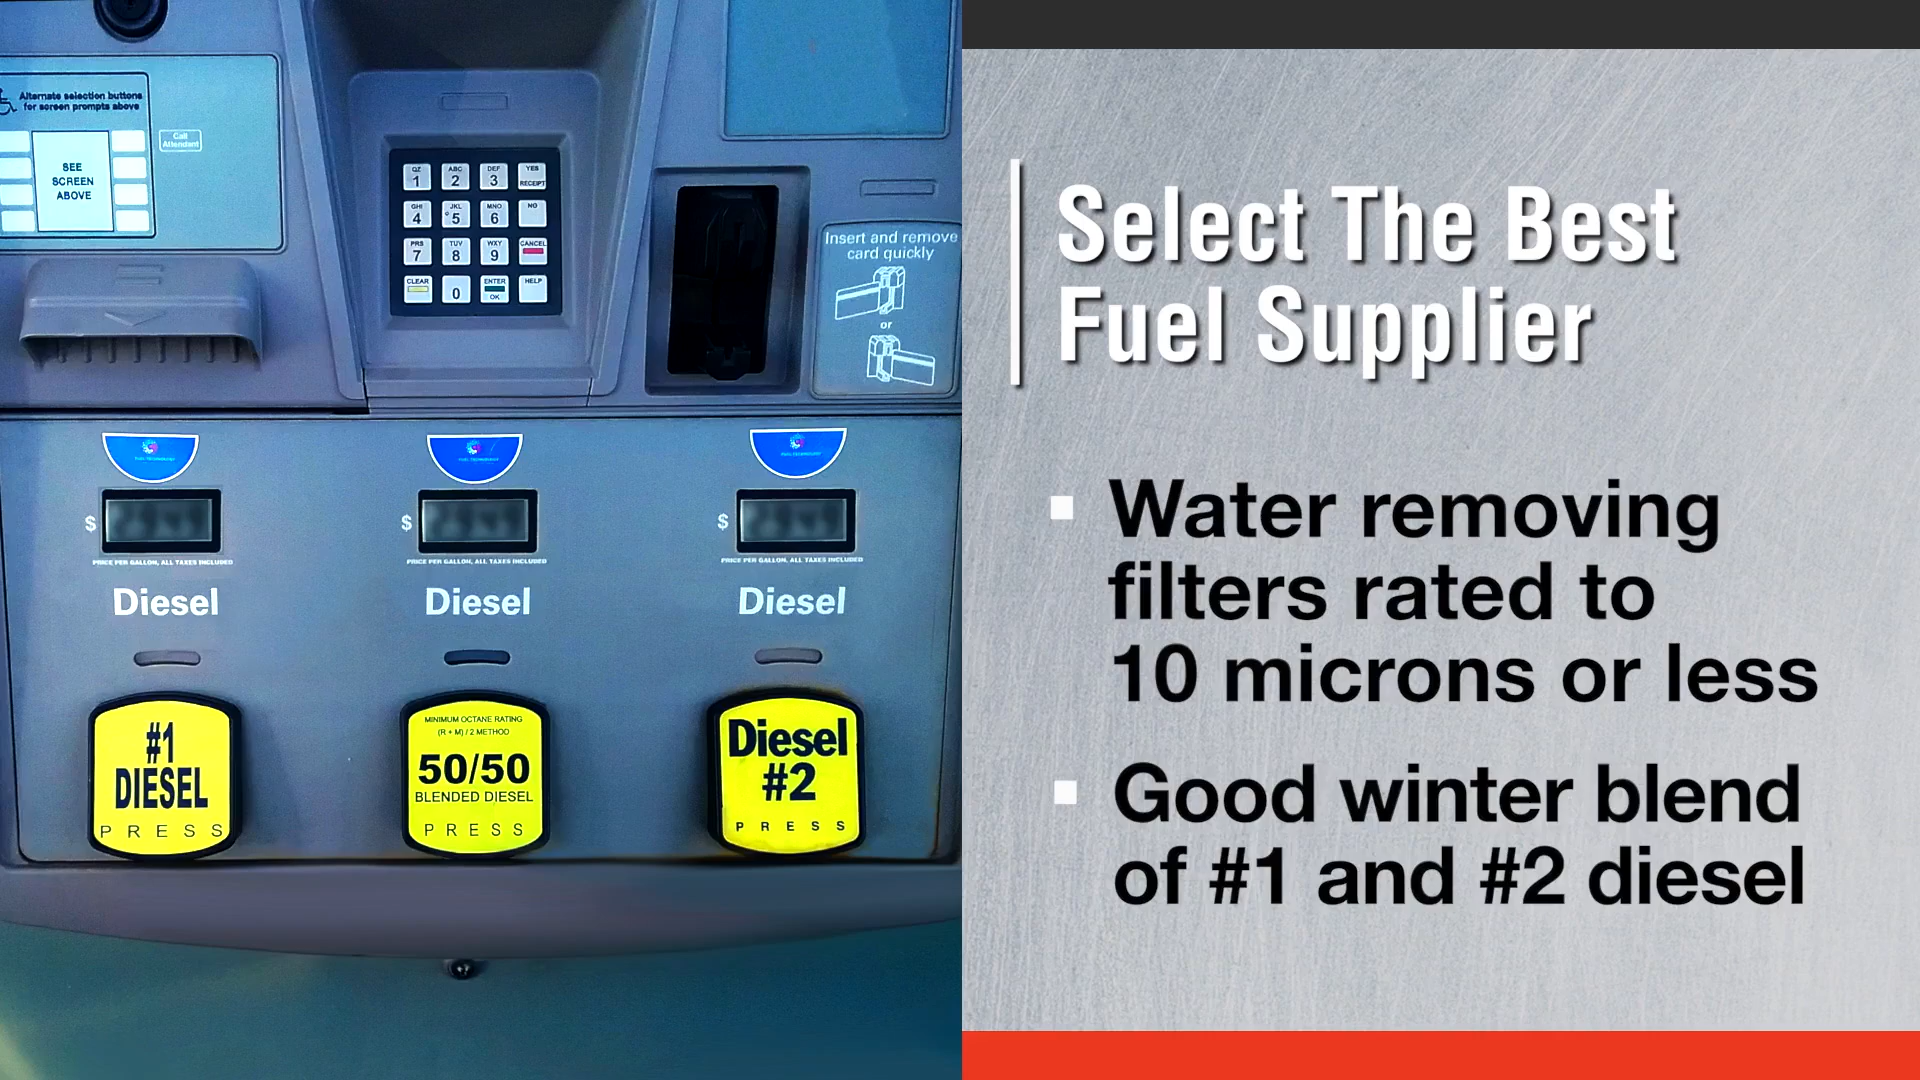 Alternate selection buttons
for screen prompts above
Call
Attendant
SEE
SCREEN
ABOVE
QZ
1
ABC
2
DEF
3
YES
RECEIPT
GHI
4
JKL
5
MNO
6
NO
PRS
7
TUV
8
WXY
9
CANCEL
CLEAR
0
ENTER
OK
HELP
Insert and remove
card quickly
or
$
$
$
PRICE PER GALLON, ALL TAXES INCLUDED
PRICE PER GALLON, ALL TAXES INCLUDED
PRICE PER GALLON, ALL TAXES INCLUDED
Diesel
Diesel
Diesel
#1
DIESEL
PRESS
MINIMUM OCTANE RATING
(R + M) / 2 METHOD
50/50
BLENDED DIESEL
PRESS
Diesel
#2
PRESS
Select The Best
Fuel Supplier
Water removing
filters rated to
10 microns or less
Good winter blend
of #1 and #2 diesel